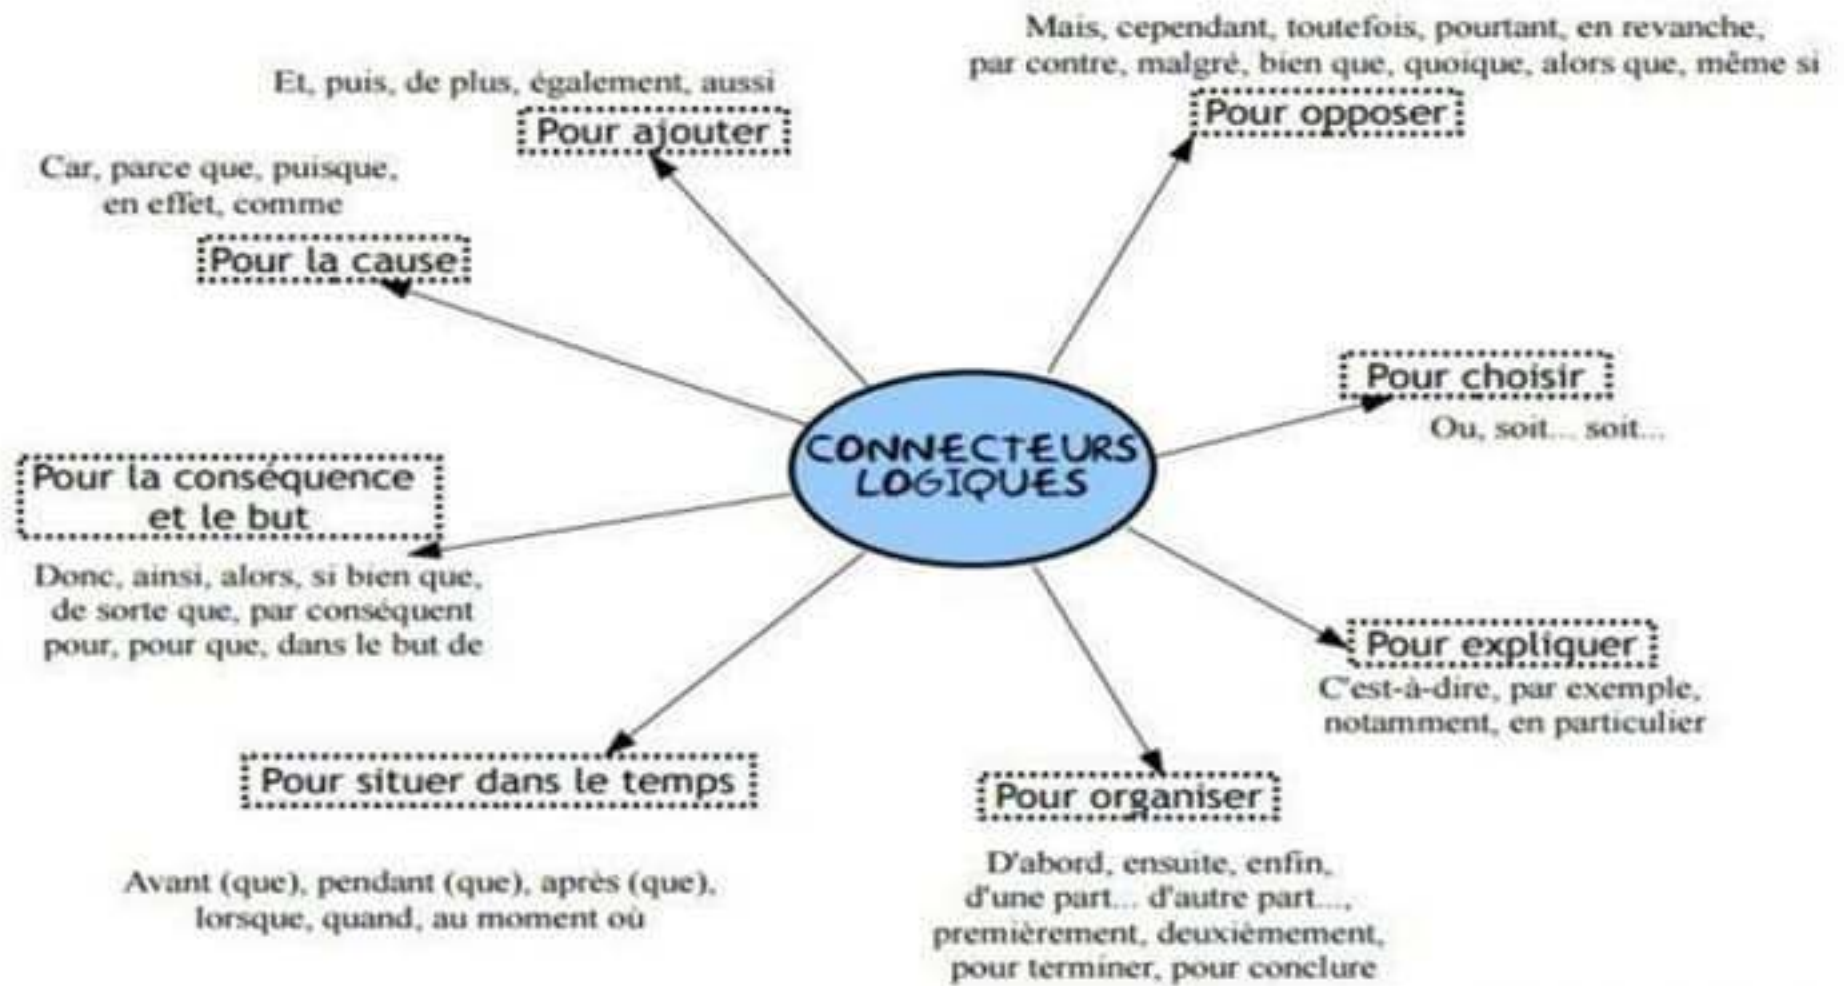 Mais, cependant, toutefois, pourtant, en revanche,
par contre, malgré, bien que, quoique, alors que, même si
Pour opposer
Et, puis, de plus, également, aussi
Pour ajouter
Car, parce que, puisque,
en effet, comme
Pour la cause
Pour choisir
Ou, soit... soit...
CONNECTEURS
LOGIQUES
Pour la conséquence
et le but
Donc, ainsi, alors, si bien que,
de sorte que, par conséquent
pour, pour que, dans le but de
Pour expliquer
C'est-à-dire, par exemple,
notamment, en particulier
Pour situer dans le temps
Avant (que), pendant (que), après (que),
lorsque, quand, au moment où
Pour organiser
D'abord, ensuite, enfin,
d'une part... d'autre part...,
premièrement, deuxièmement,
pour terminer, pour conclure